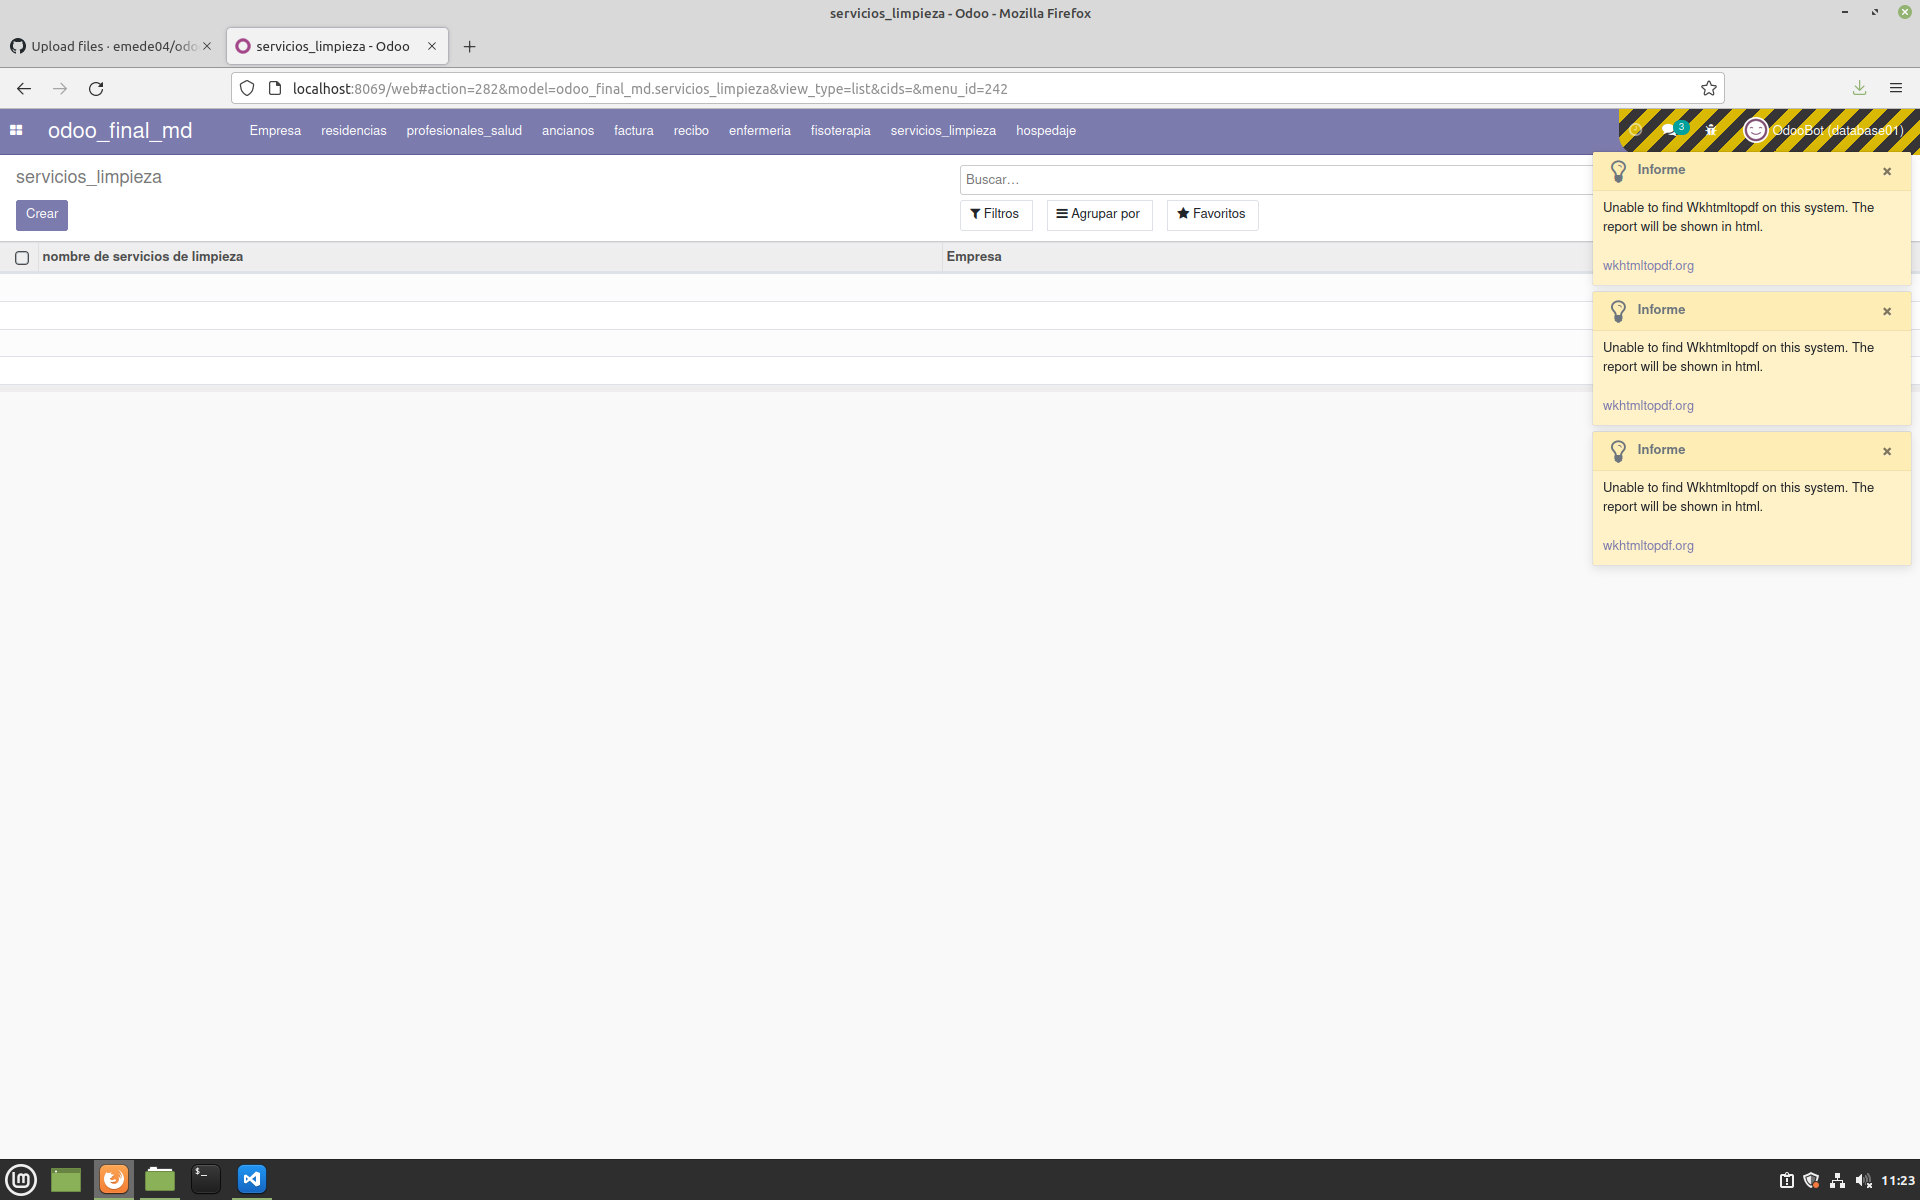 servicios_limpieza - Odoo - Mozilla Firefox
Upload files · emede04/odo
servicios_limpieza - Odoo
localhost:8069/web#action=282&model=odoo_final_md.servicios_limpieza&view_type=list&cids=&menu_id=242
odoo_final_md
Empresa
residencias
profesionales_salud
ancianos
factura
recibo
enfermeria
fisoterapia
servicios_limpieza
hospedaje
3
OdooBot (database01)
servicios_limpieza
Buscar...
Crear
Filtros
Agrupar por
Favoritos
nombre de servicios de limpieza
Empresa
Informe
Unable to find Wkhtmltopdf on this system. The
report will be shown in html.
wkhtmltopdf.org
Informe
Unable to find Wkhtmltopdf on this system. The
report will be shown in html.
wkhtmltopdf.org
Informe
Unable to find Wkhtmltopdf on this system. The
report will be shown in html.
wkhtmltopdf.org
11:23